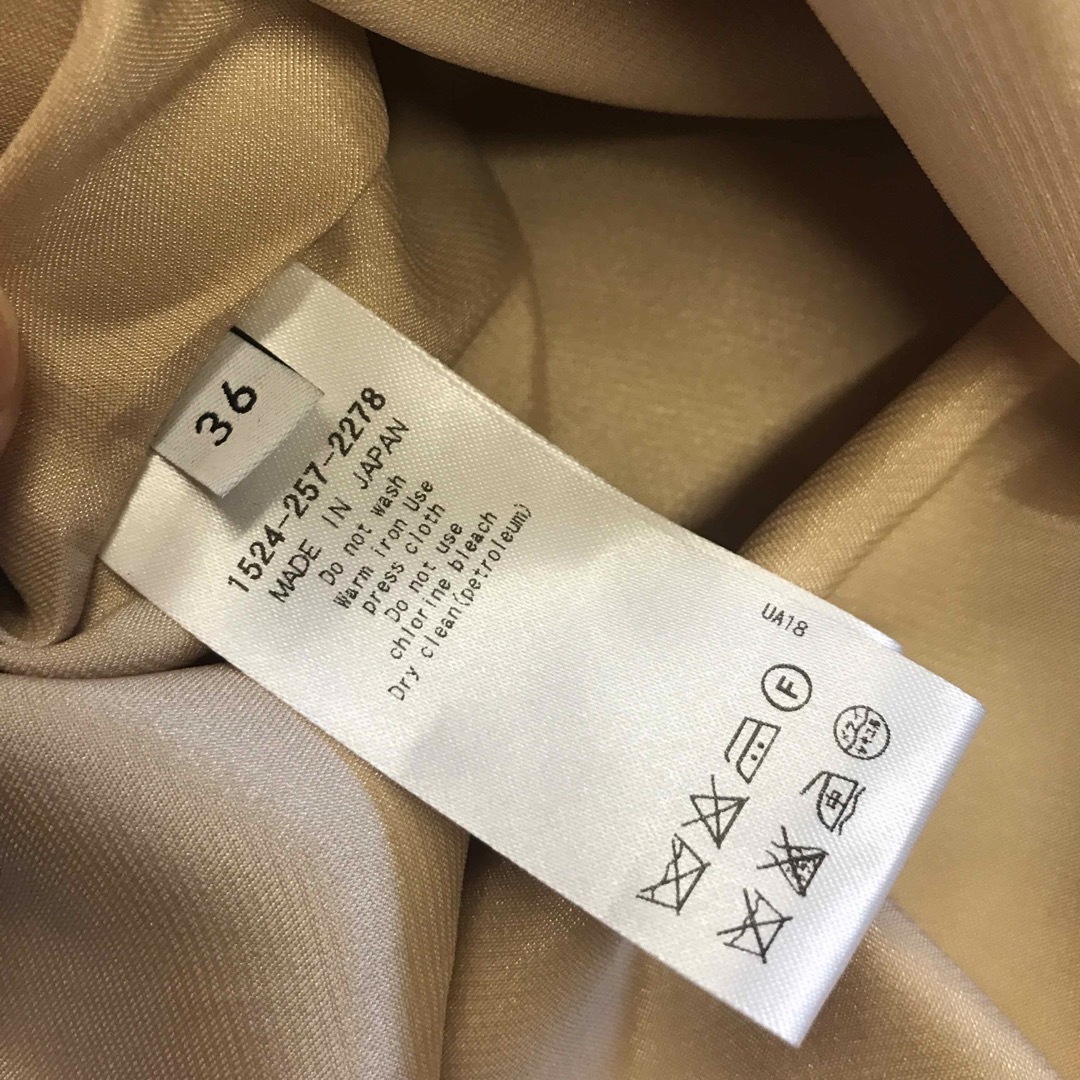 36
1524-257-2278
MADE IN JAPAN
Do not wash
Warm iron Use
press cloth
Do not use
chlorine bleach
Dry clean(petroleum)
UA18
F
中